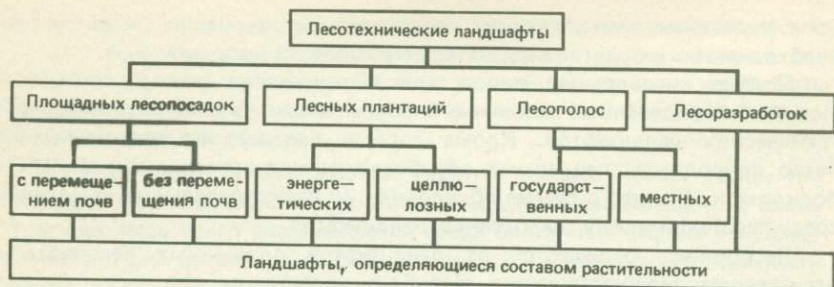 Лесотехнические ландшафты
Площадных лесопосадок
Лесных плантаций
Лесополос
Лесоразработок
с перемеще-
нием почв
без переме-
щения почв
энерге-
тических
целлю-
лозных
государст-
венных
местных
Ландшафты, определяющиеся составом растительности